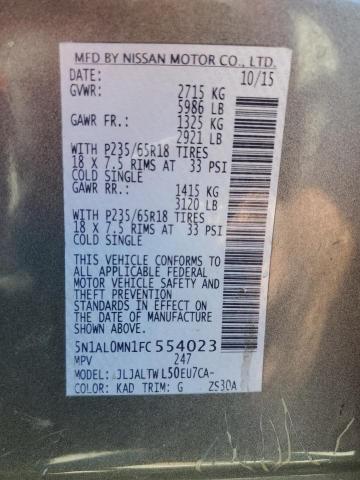 MFD BY NISSAN MOTOR CO., LTD.
DATE: 10/15
GVWR: 2715 KG
5986 LB
GAWR FR.: 1325 KG
2921 LB
WITH P235/65R18 TIRES
18 X 7.5 RIMS AT 33 PSI
COLD SINGLE
GAWR RR.: 1415 KG
3120 LB
WITH P235/65R18 TIRES
18 X 7.5 RIMS AT 33 PSI
COLD SINGLE
THIS VEHICLE CONFORMS TO
ALL APPLICABLE FEDERAL
MOTOR VEHICLE SAFETY AND
THEFT PREVENTION
STANDARDS IN EFFECT ON
THE DATE OF MANUFACTURE
SHOWN ABOVE.
5N1AL0MN1FC554023
MPV 247
MODEL: JLJALTWL50EU7CA-
COLOR: KAD TRIM: G 2S30A